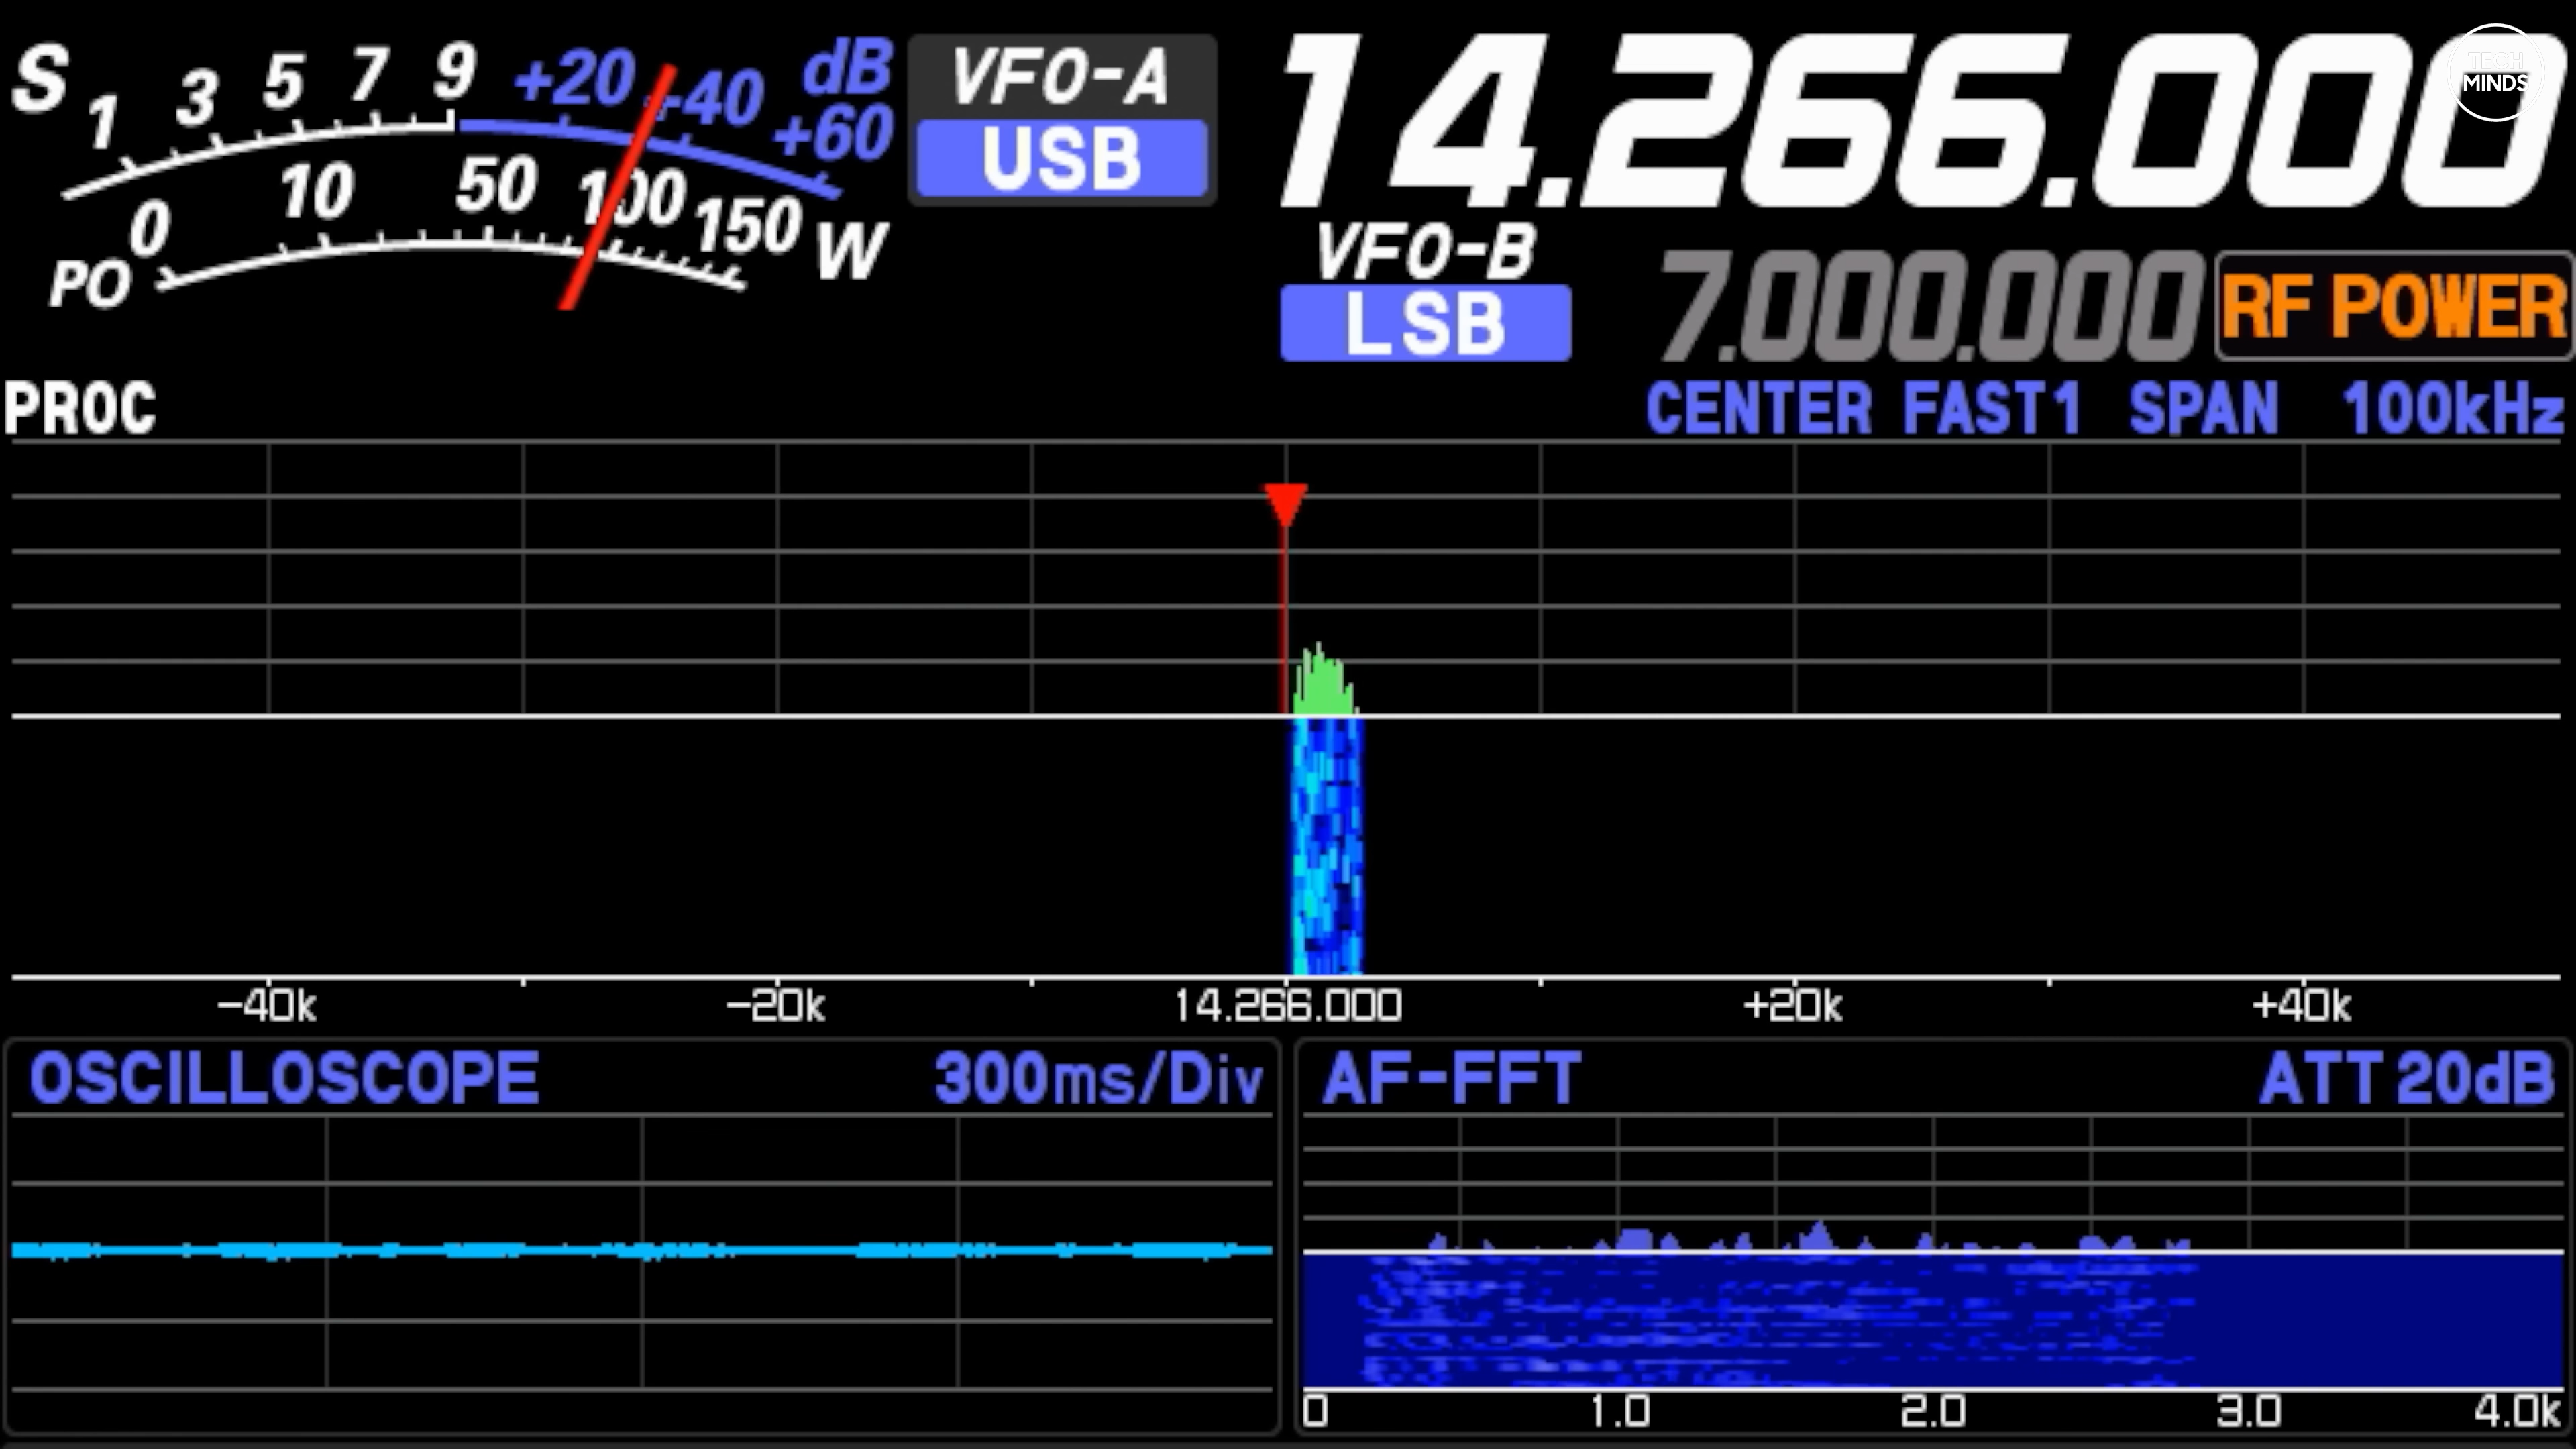 S 1 3 5 7 9 +20 +40 +60 dB
0 10 50 100 150 W
PO
VFO-A
USB
14.266.000
TECH
MINDS
VFO-B
LSB
7.000.000
RF POWER
PROC
CENTER FAST1 SPAN 100kHz
-40k -20k 14.266.000 +20k +40k
OSCILLOSCOPE 300ms/Div
AF-FFT ATT 20dB
0 1.0 2.0 3.0 4.0k